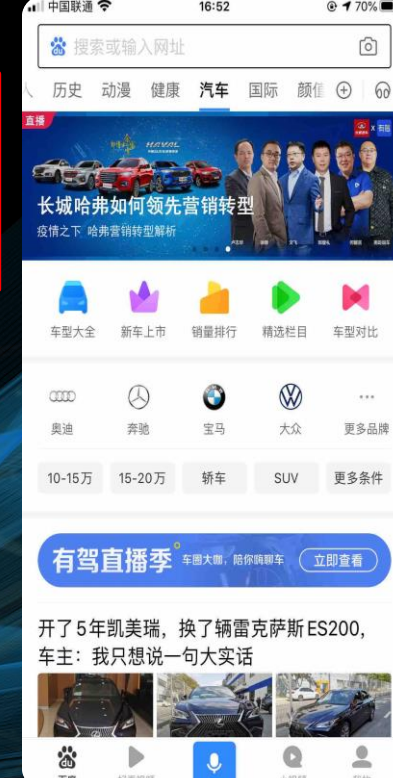 中国联通
16:52
70%
搜索或输入网址
历史 动漫 健康 汽车 国际 颜值
直播
HAVAL
长城哈弗如何领先营销转型
疫情之下 哈弗营销转型解析
车型大全 新车上市 销量排行 精选栏目 车型对比
奥迪 奔驰 宝马 大众 更多品牌
10-15万 15-20万 轿车 SUV 更多条件
有驾直播季 车圈大咖，陪你嗨聊车 立即查看
开了5年凯美瑞，换了辆雷克萨斯ES200，
车主：我只想说一句大实话